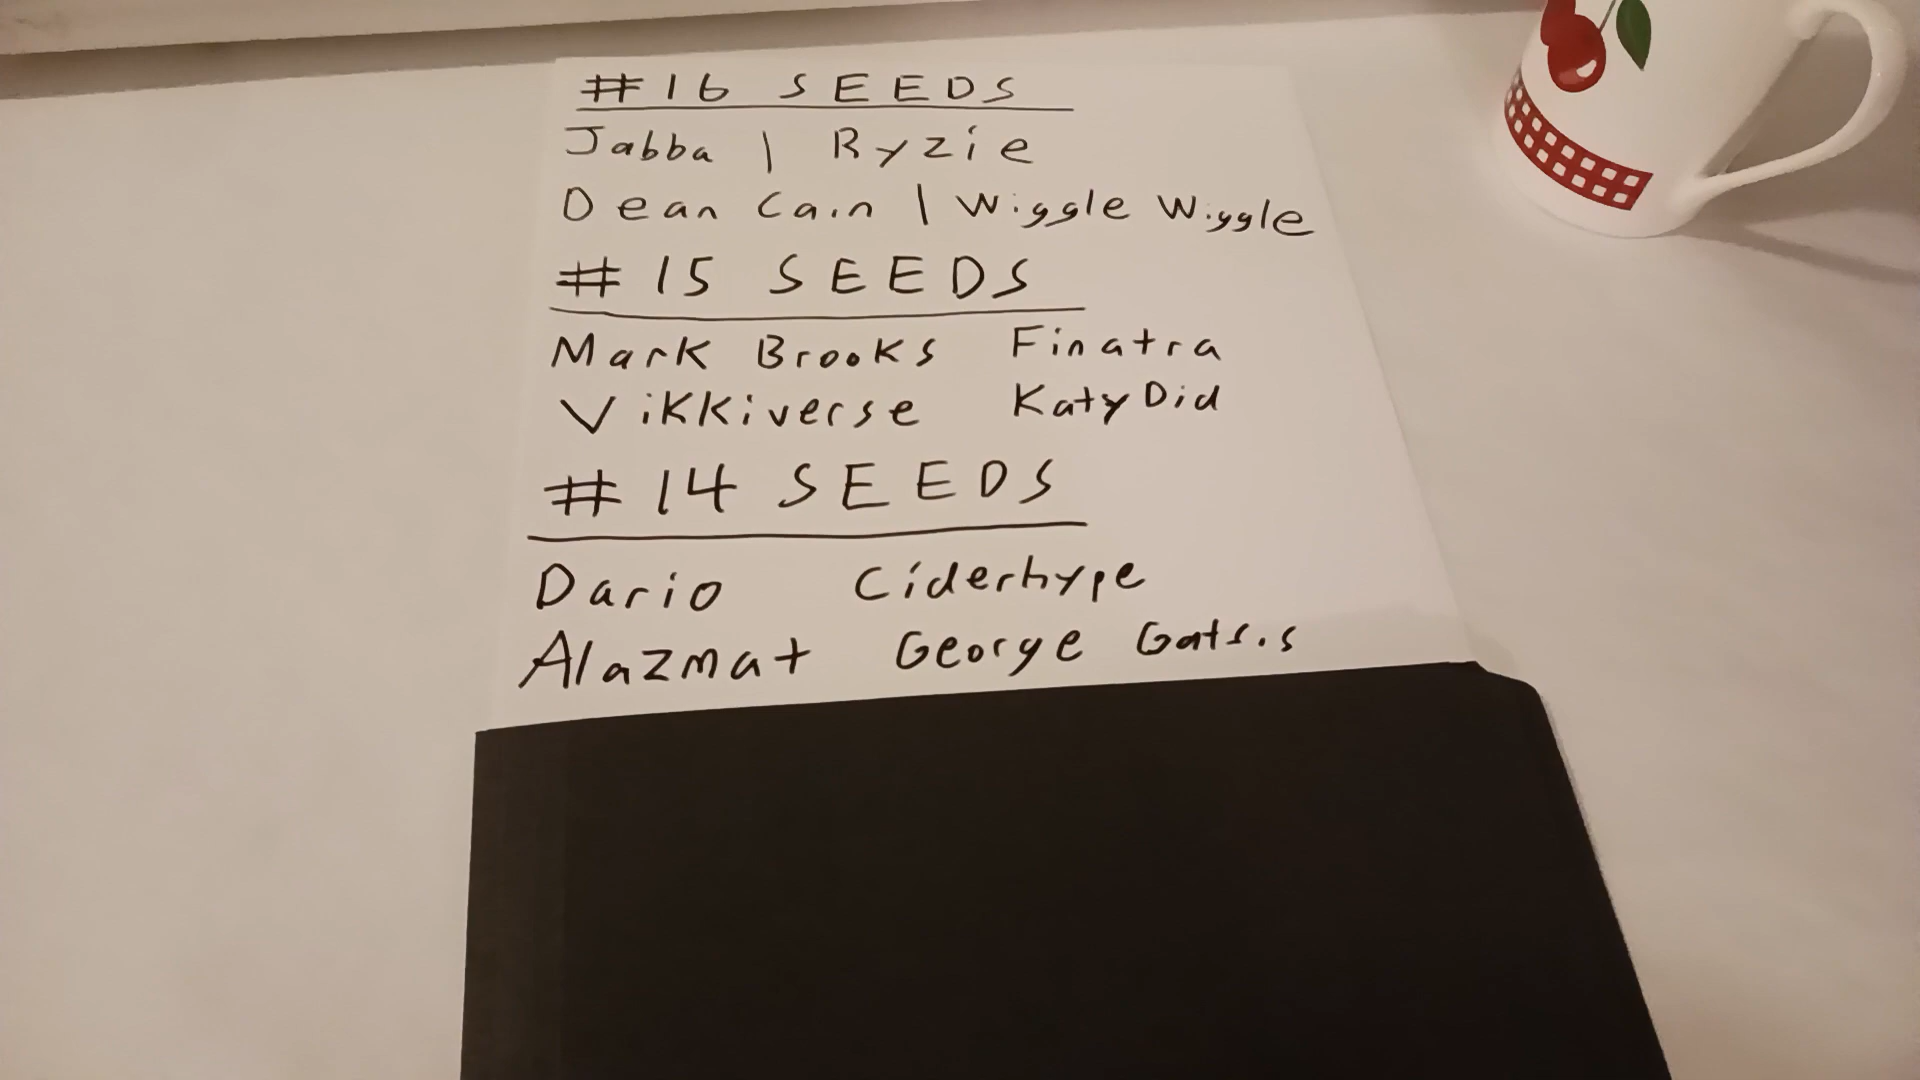 #16 SEEDS
Jabba | Ryzie
Dean Cain | Wiggle Wiggle
#15 SEEDS
Mark Brooks Finatra
Vikkiverse KatyDid
#14 SEEDS
Dario Ciderhype
Alazmat George Gatsis